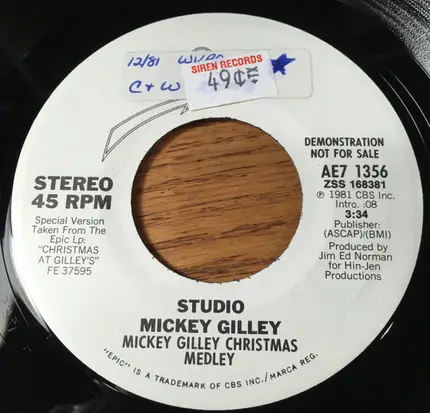 12/81
SIREN RECORDS
49¢
C + W
DEMONSTRATION
NOT FOR SALE
STEREO
45 RPM
Special Version
Taken From The
Epic Lp:
"CHRISTMAS
AT GILLEY'S"
FE 37595
AE7 1356
ZSS 168381
℗ 1981 CBS Inc.
Intro. :08
3:34
Publisher:
(ASCAP)/(BMI)
Produced by
Jim Ed Norman
for Hin-Jen
Productions
STUDIO
MICKEY GILLEY
MICKEY GILLEY CHRISTMAS
MEDLEY
"EPIC" IS A TRADEMARK OF CBS INC./MARCA REG.